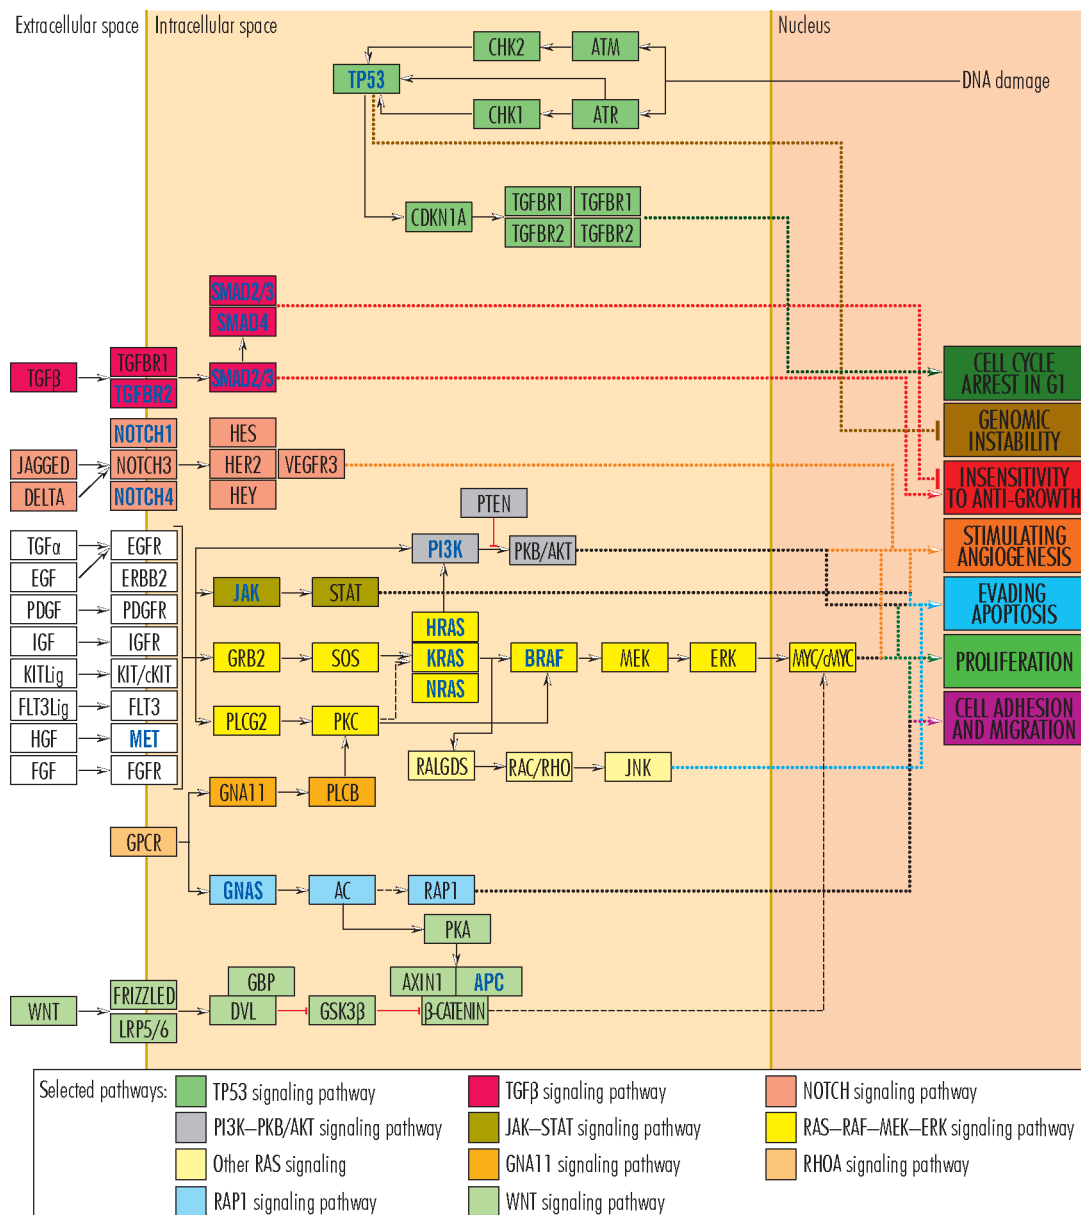 Extracellular space
Intracellular space
Nucleus
CHK2
ATM
TP53
DNA damage
CHK1
ATR
CDKN1A
TGFBR1
TGFBR1
TGFBR2
TGFBR2
SMAD2/3
SMAD4
TGFβ
TGFBR1
TGFBR2
SMAD2/3
CELL CYCLE
ARREST IN G1
GENOMIC
INSTABILITY
NOTCH1
HES
JAGGED
NOTCH3
HER2
VEGFR3
DELTA
NOTCH4
HEY
INSENSITIVITY
TO ANTI-GROWTH
PTEN
STIMULATING
ANGIOGENESIS
TGFα
EGFR
PI3K
PKB/AKT
EGF
ERBB2
JAK
STAT
EVADING
APOPTOSIS
PDGF
PDGFR
HRAS
IGF
IGFR
GRB2
SOS
KRAS
BRAF
MEK
ERK
MYC/cMYC
PROLIFERATION
KITLig
KIT/cKIT
NRAS
FLT3Lig
FLT3
PLCG2
PKC
CELL ADHESION
AND MIGRATION
HGF
MET
FGF
FGFR
RALGDS
RAC/RHO
JNK
GNA11
PLCB
GPCR
GNAS
AC
RAP1
PKA
GBP
AXIN1
APC
WNT
FRIZZLED
LRP5/6
DVL
GSK3β
β-CATENIN
Selected pathways:
TP53 signaling pathway
TGFβ signaling pathway
NOTCH signaling pathway
PI3K–PKB/AKT signaling pathway
JAK–STAT signaling pathway
RAS–RAF–MEK–ERK signaling pathway
Other RAS signaling
GNA11 signaling pathway
RHOA signaling pathway
RAP1 signaling pathway
WNT signaling pathway